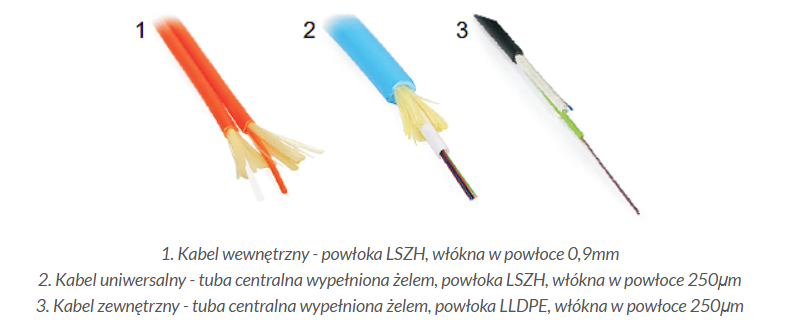 1 2 3
1. Kabel wewnętrzny - powłoka LSZH, włókna w powłoce 0,9mm
2. Kabel uniwersalny - tuba centralna wypełniona żelem, powłoka LSZH, włókna w powłoce 250µm
3. Kabel zewnętrzny - tuba centralna wypełniona żelem, powłoka LLDPE, włókna w powłoce 250µm